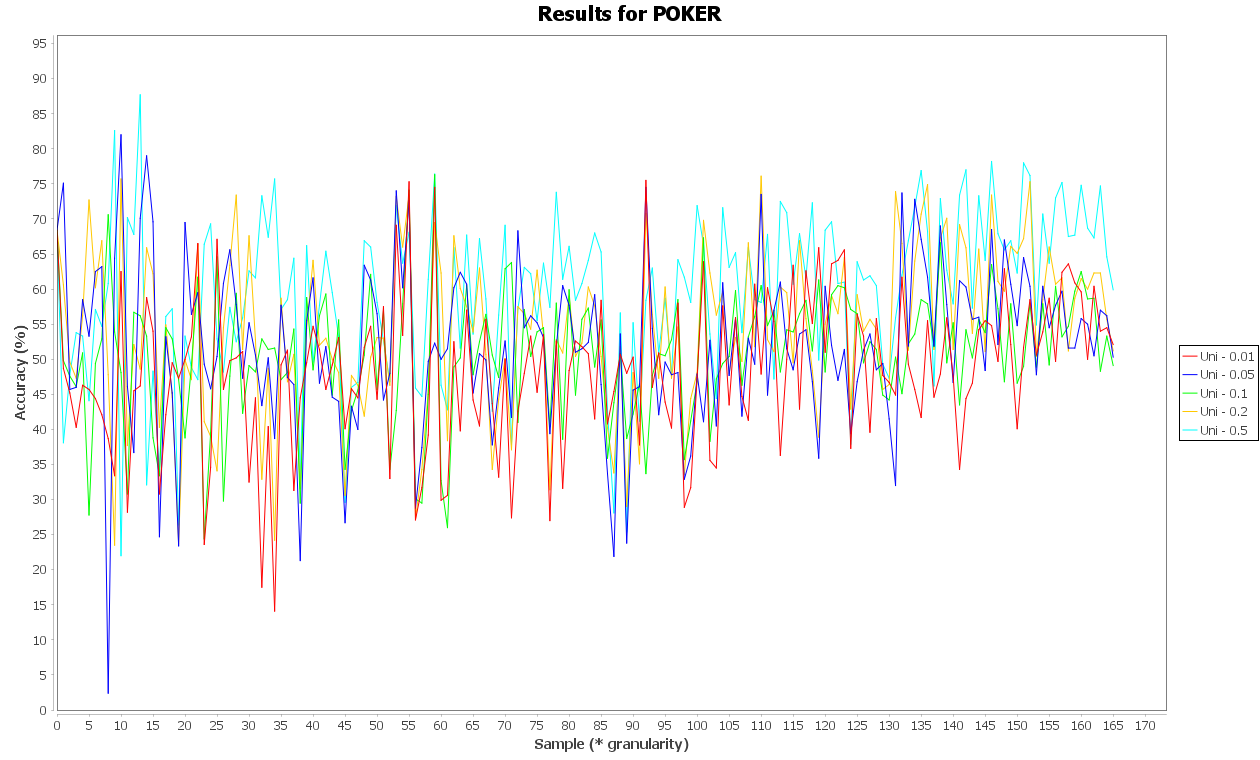 Results for POKER
95
90
85
80
75
70
65
60
55
50
45
40
35
30
25
20
15
10
5
0
Accuracy (%)
0 5 10 15 20 25 30 35 40 45 50 55 60 65 70 75 80 85 90 95 100 105 110 115 120 125 130 135 140 145 150 155 160 165 170
Sample (* granularity)
Uni - 0.01
Uni - 0.05
Uni - 0.1
Uni - 0.2
Uni - 0.5